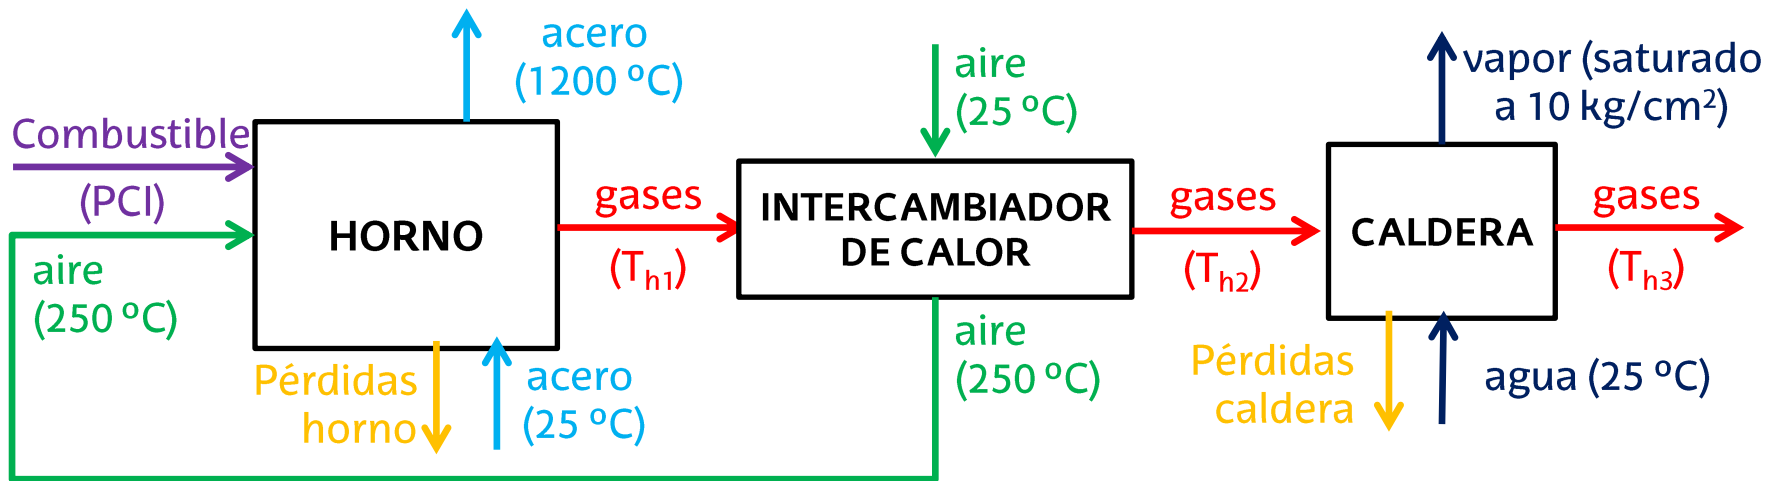 acero
(1200 ºC)
aire
(25 ºC)
vapor (saturado
a 10 kg/cm²)
Combustible
(PCI)
HORNO
gases
(Th1)
INTERCAMBIADOR
DE CALOR
gases
(Th2)
CALDERA
gases
(Th3)
aire
(250 ºC)
Pérdidas
horno
acero
(25 ºC)
aire
(250 ºC)
Pérdidas
caldera
agua (25 ºC)